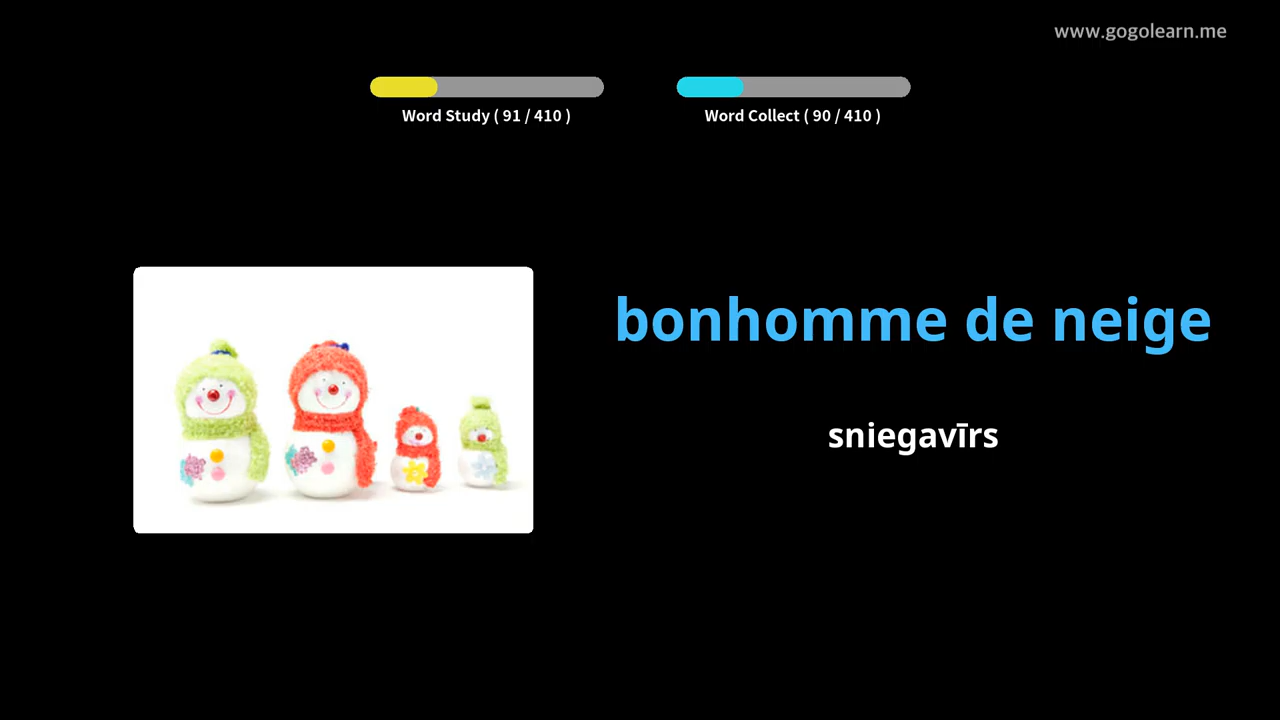 www.gogolearn.me
Word Study ( 91 / 410 )
Word Collect ( 90 / 410 )
bonhomme de neige
sniegavīrs